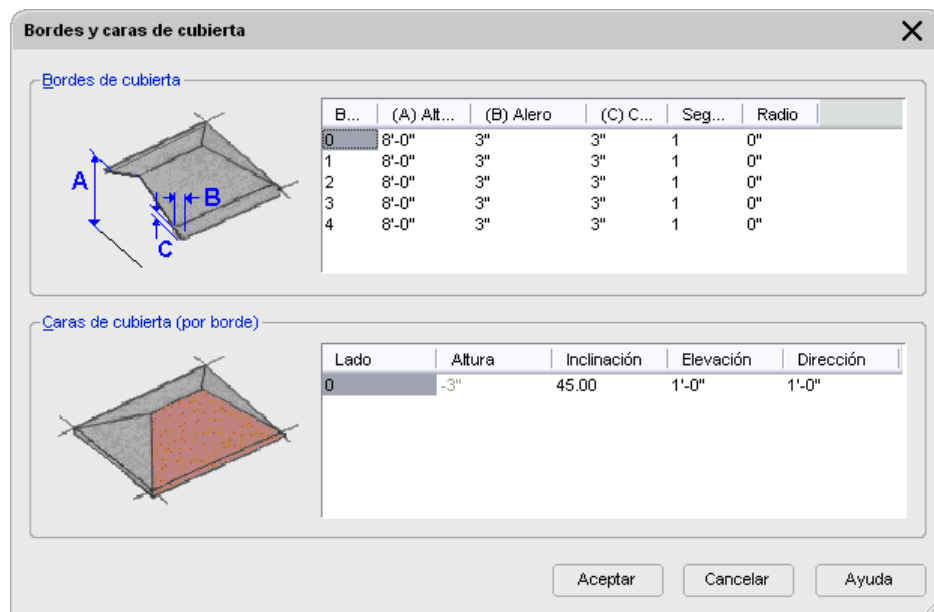 Bordes y caras de cubierta
Bordes de cubierta
A
B
C
B... (A) Alt... (B) Alero (C) C... Seg... Radio
0 8'-0" 3" 3" 1 0"
1 8'-0" 3" 3" 1 0"
2 8'-0" 3" 3" 1 0"
3 8'-0" 3" 3" 1 0"
4 8'-0" 3" 3" 1 0"
Caras de cubierta (por borde)
Lado Altura Inclinación Elevación Dirección
0 -3" 45.00 1'-0" 1'-0"
Aceptar Cancelar Ayuda